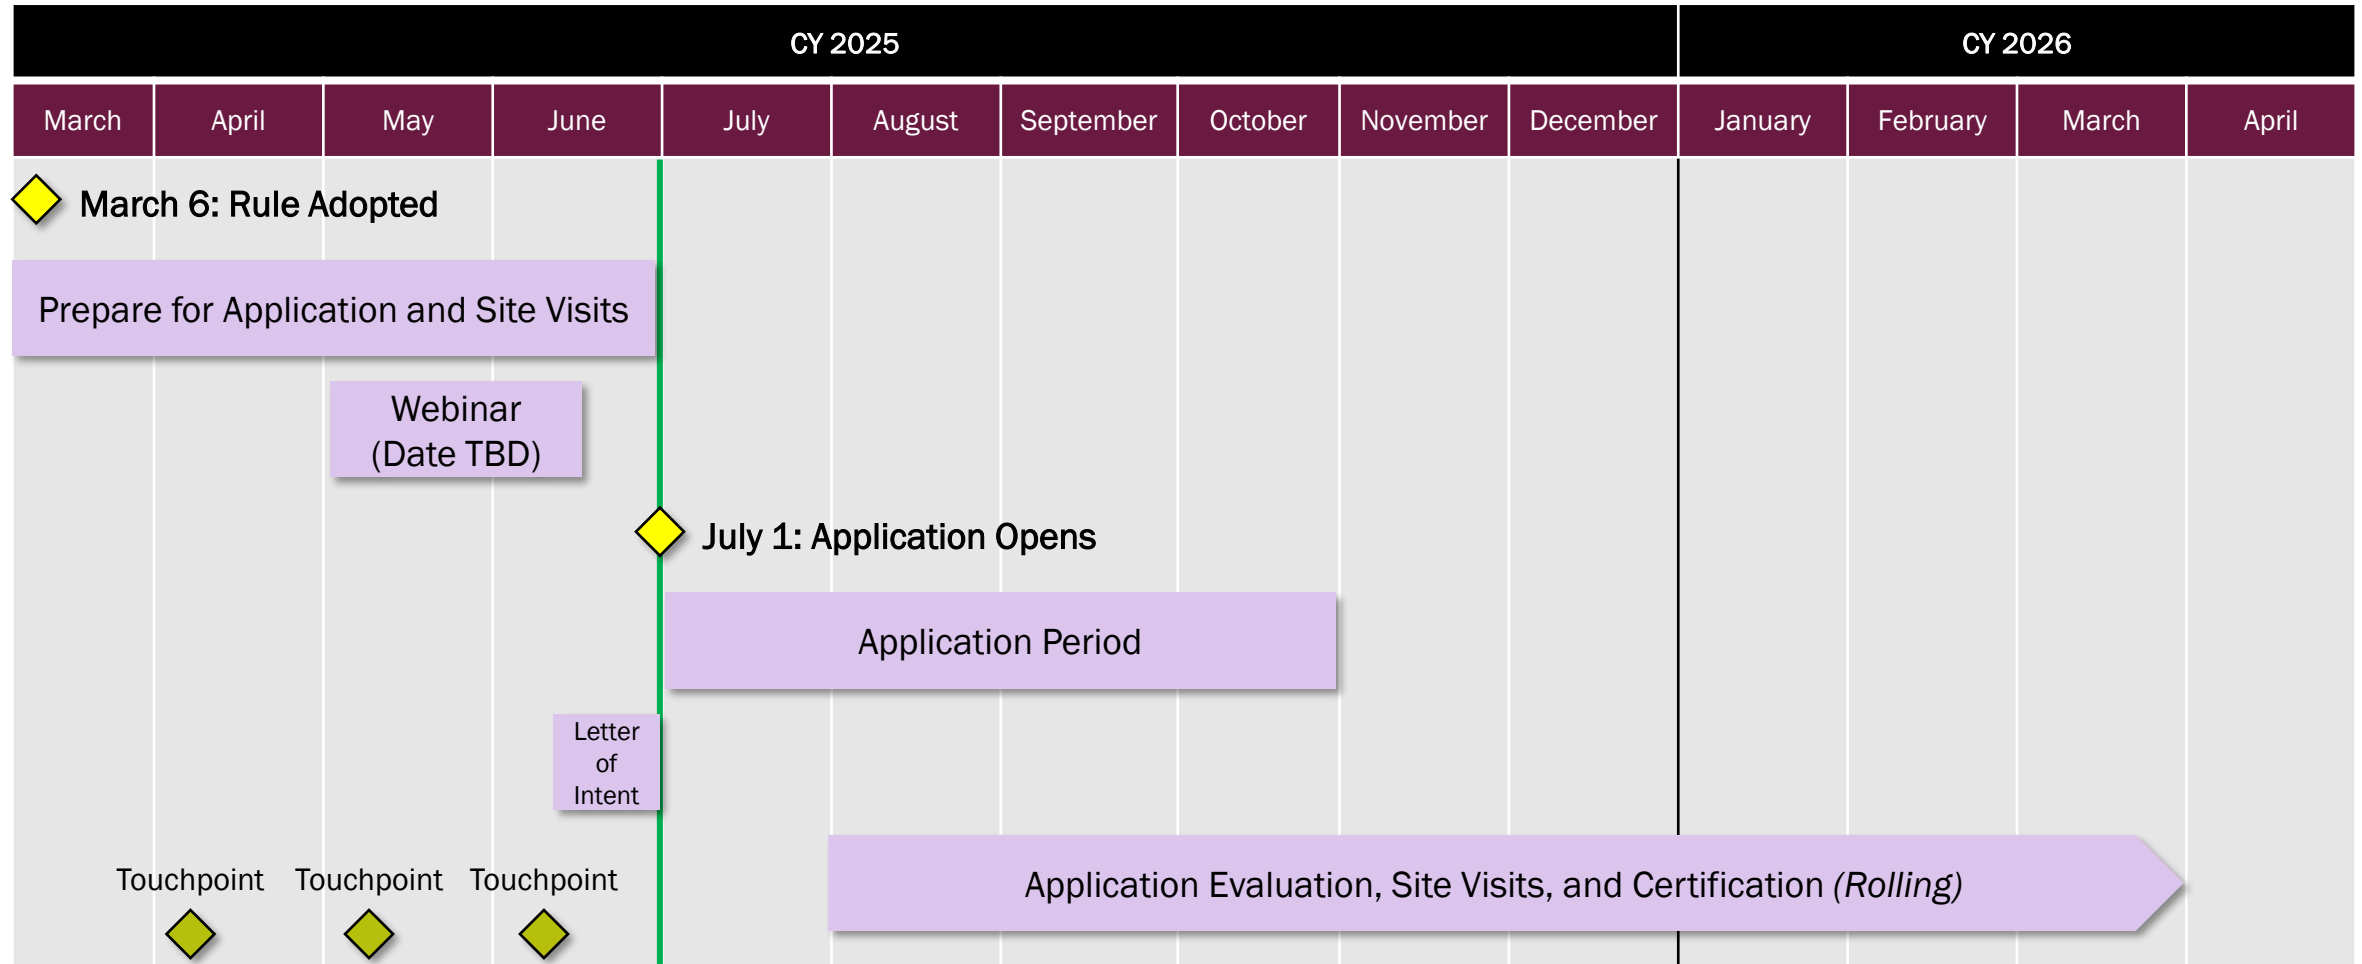 CY 2025 CY 2026
March April May June July August September October November December January February March April
March 6: Rule Adopted
Prepare for Application and Site Visits
Webinar
(Date TBD)
July 1: Application Opens
Application Period
Letter
of
Intent
Touchpoint Touchpoint Touchpoint
Application Evaluation, Site Visits, and Certification (Rolling)